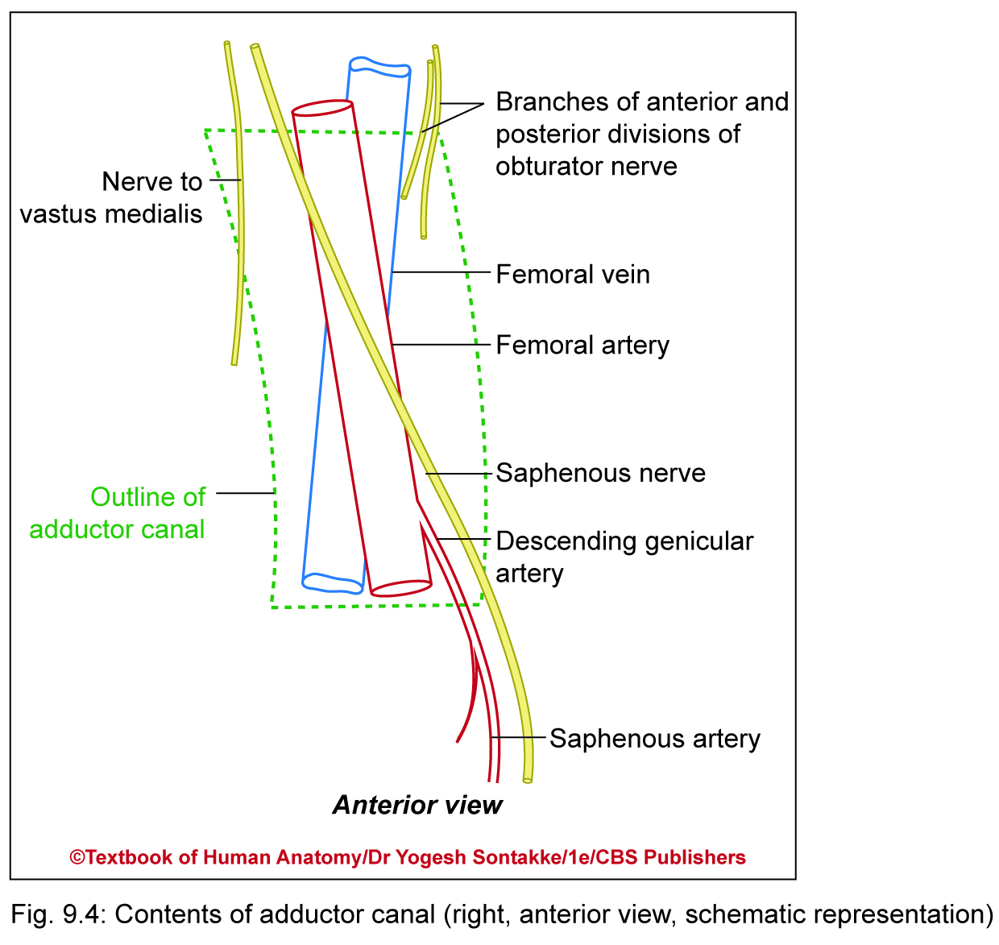 Branches of anterior and
posterior divisions of
obturator nerve
Nerve to
vastus medialis
Femoral vein
Femoral artery
Saphenous nerve
Outline of
adductor canal
Descending genicular
artery
Saphenous artery
Anterior view
©Textbook of Human Anatomy/Dr Yogesh Sontakke/1e/CBS Publishers
Fig. 9.4: Contents of adductor canal (right, anterior view, schematic representation)